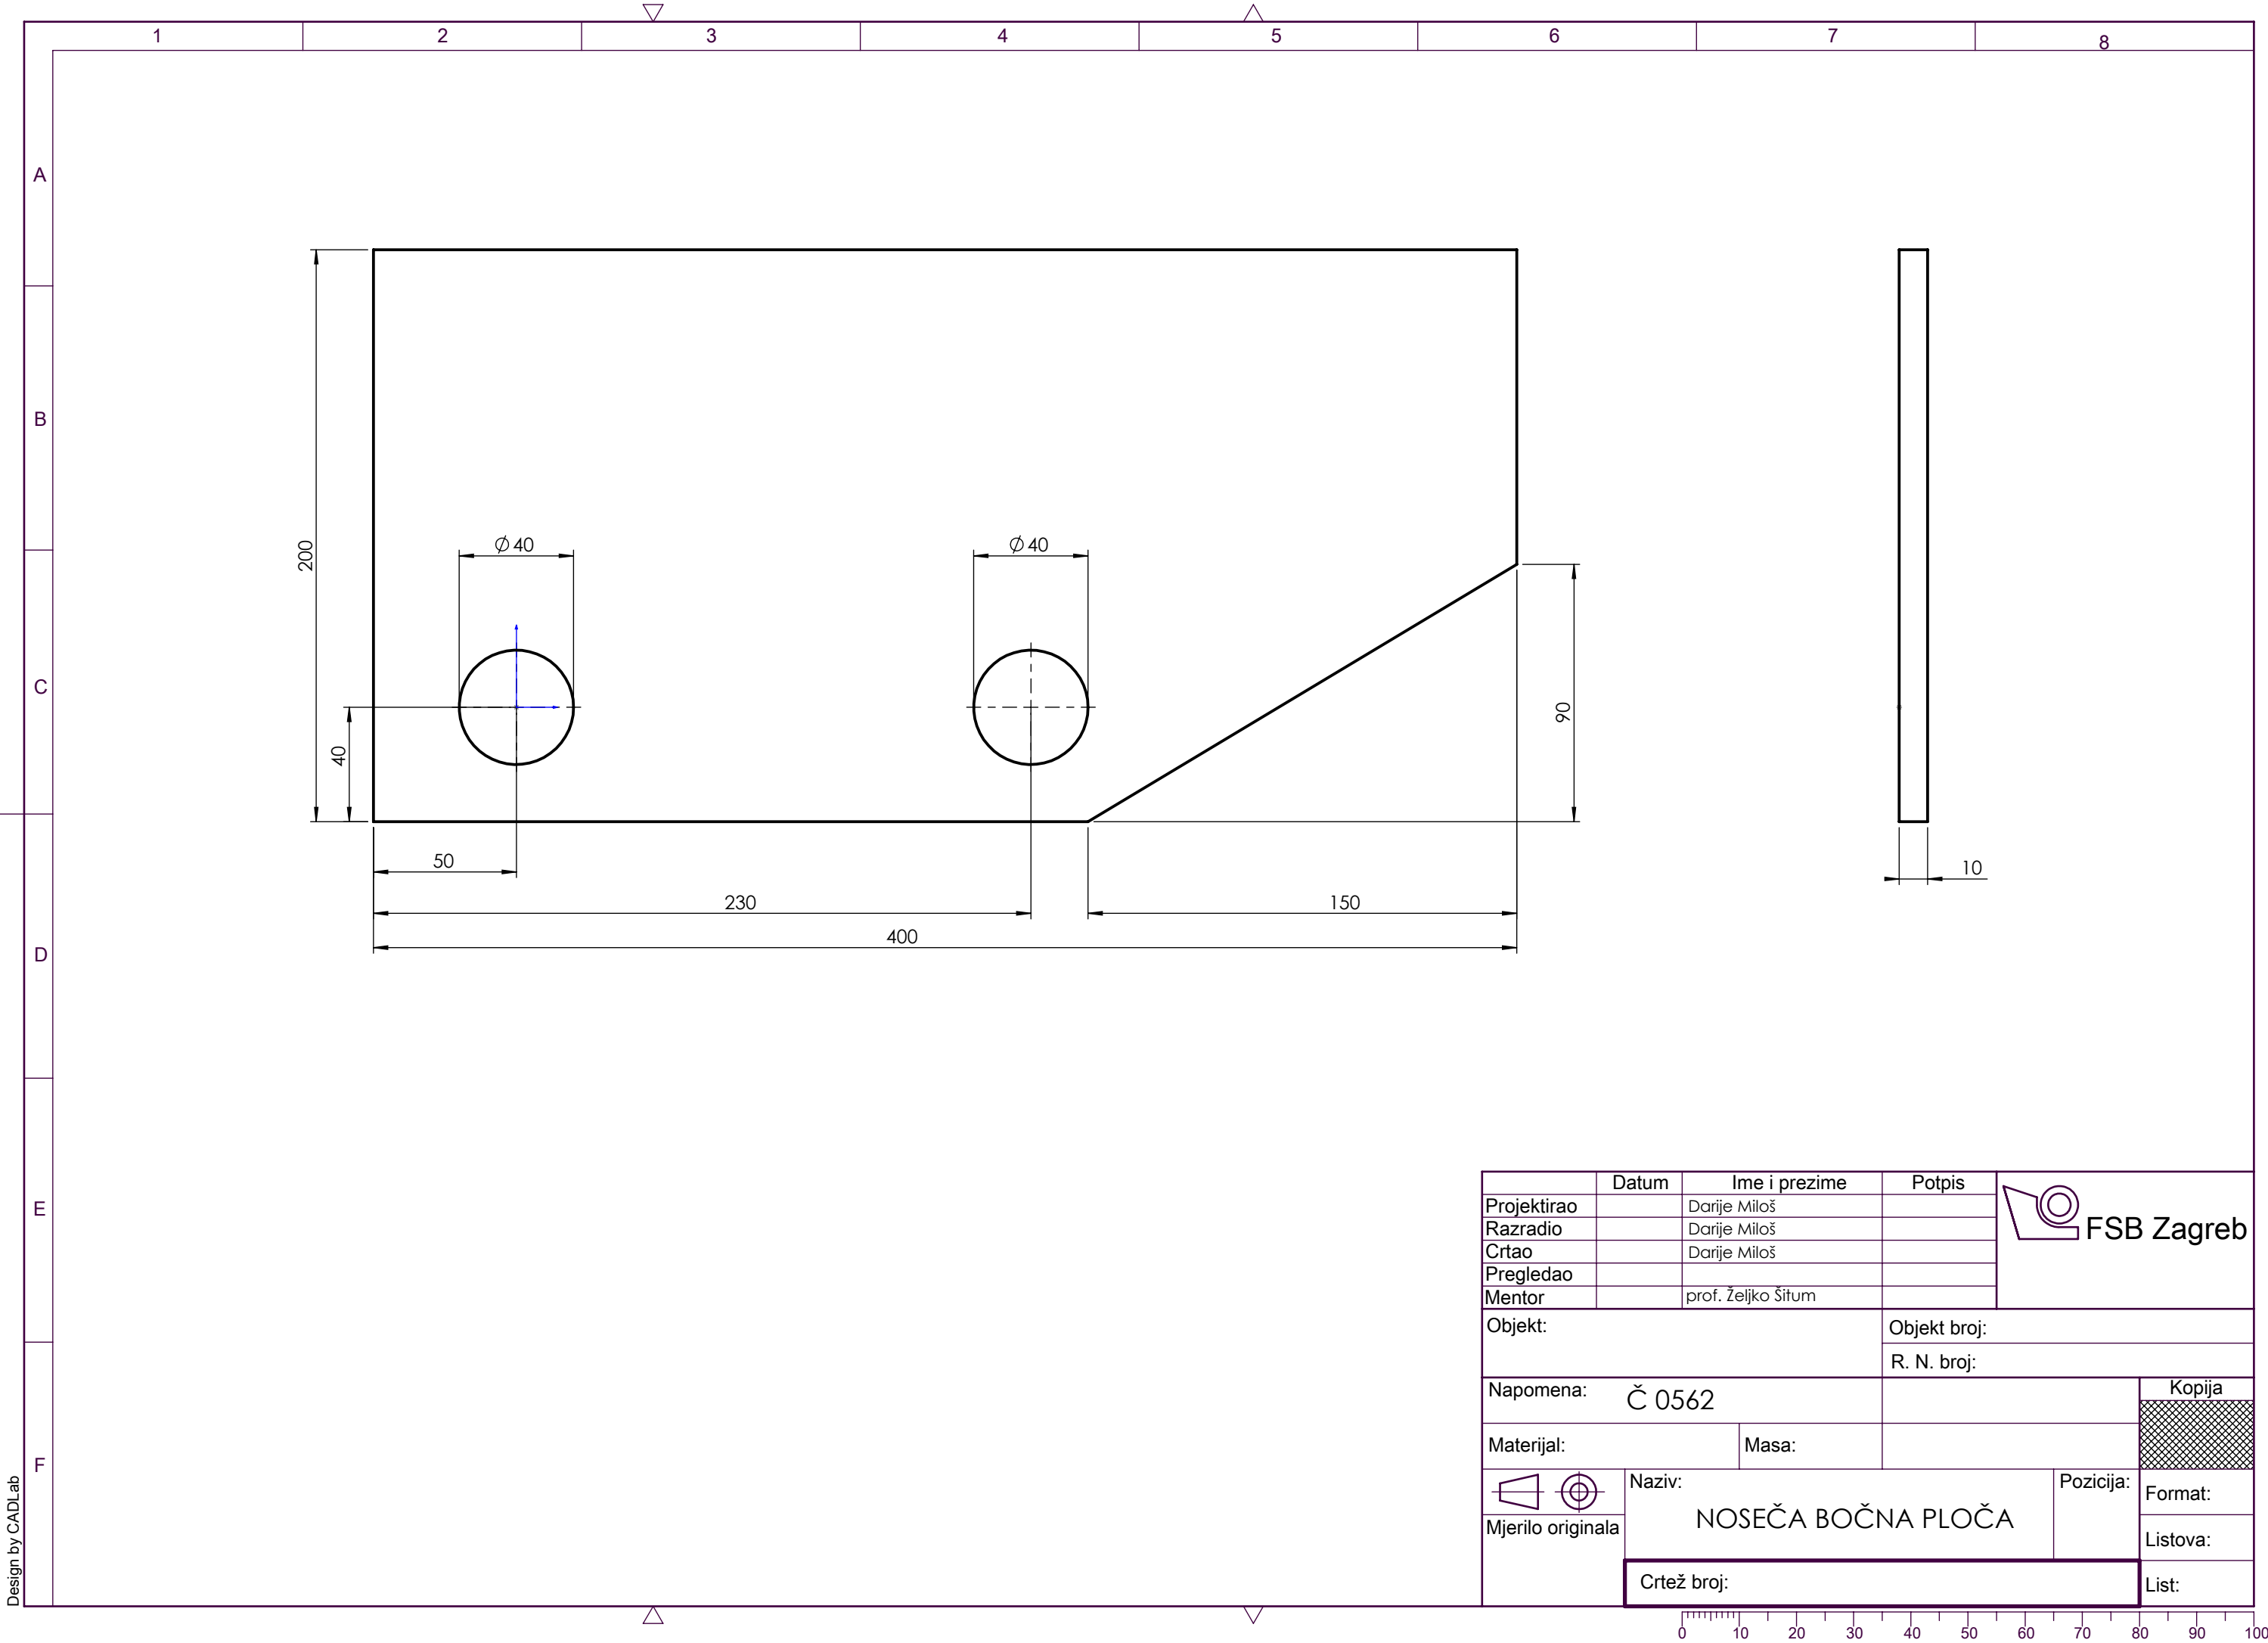 1 2 3 4 5 6 7 8
A
B
C
D
E
F
200
Ø 40
Ø 40
40
90
50
230
150
400
10
Datum Ime i prezime Potpis
Projektirao Darije Miloš
Razradio Darije Miloš
Crtao Darije Miloš
Pregledao
Mentor prof. Željko Šitum
FSB Zagreb
Objekt:
Objekt broj:
R. N. broj:
Napomena: Č 0562
Kopija
Materijal: Masa:
Naziv:
NOSEČA BOČNA PLOČA
Pozicija:
Format:
Mjerilo originala
Listova:
Crtež broj:
List:
Design by CADLab
0 10 20 30 40 50 60 70 80 90 100